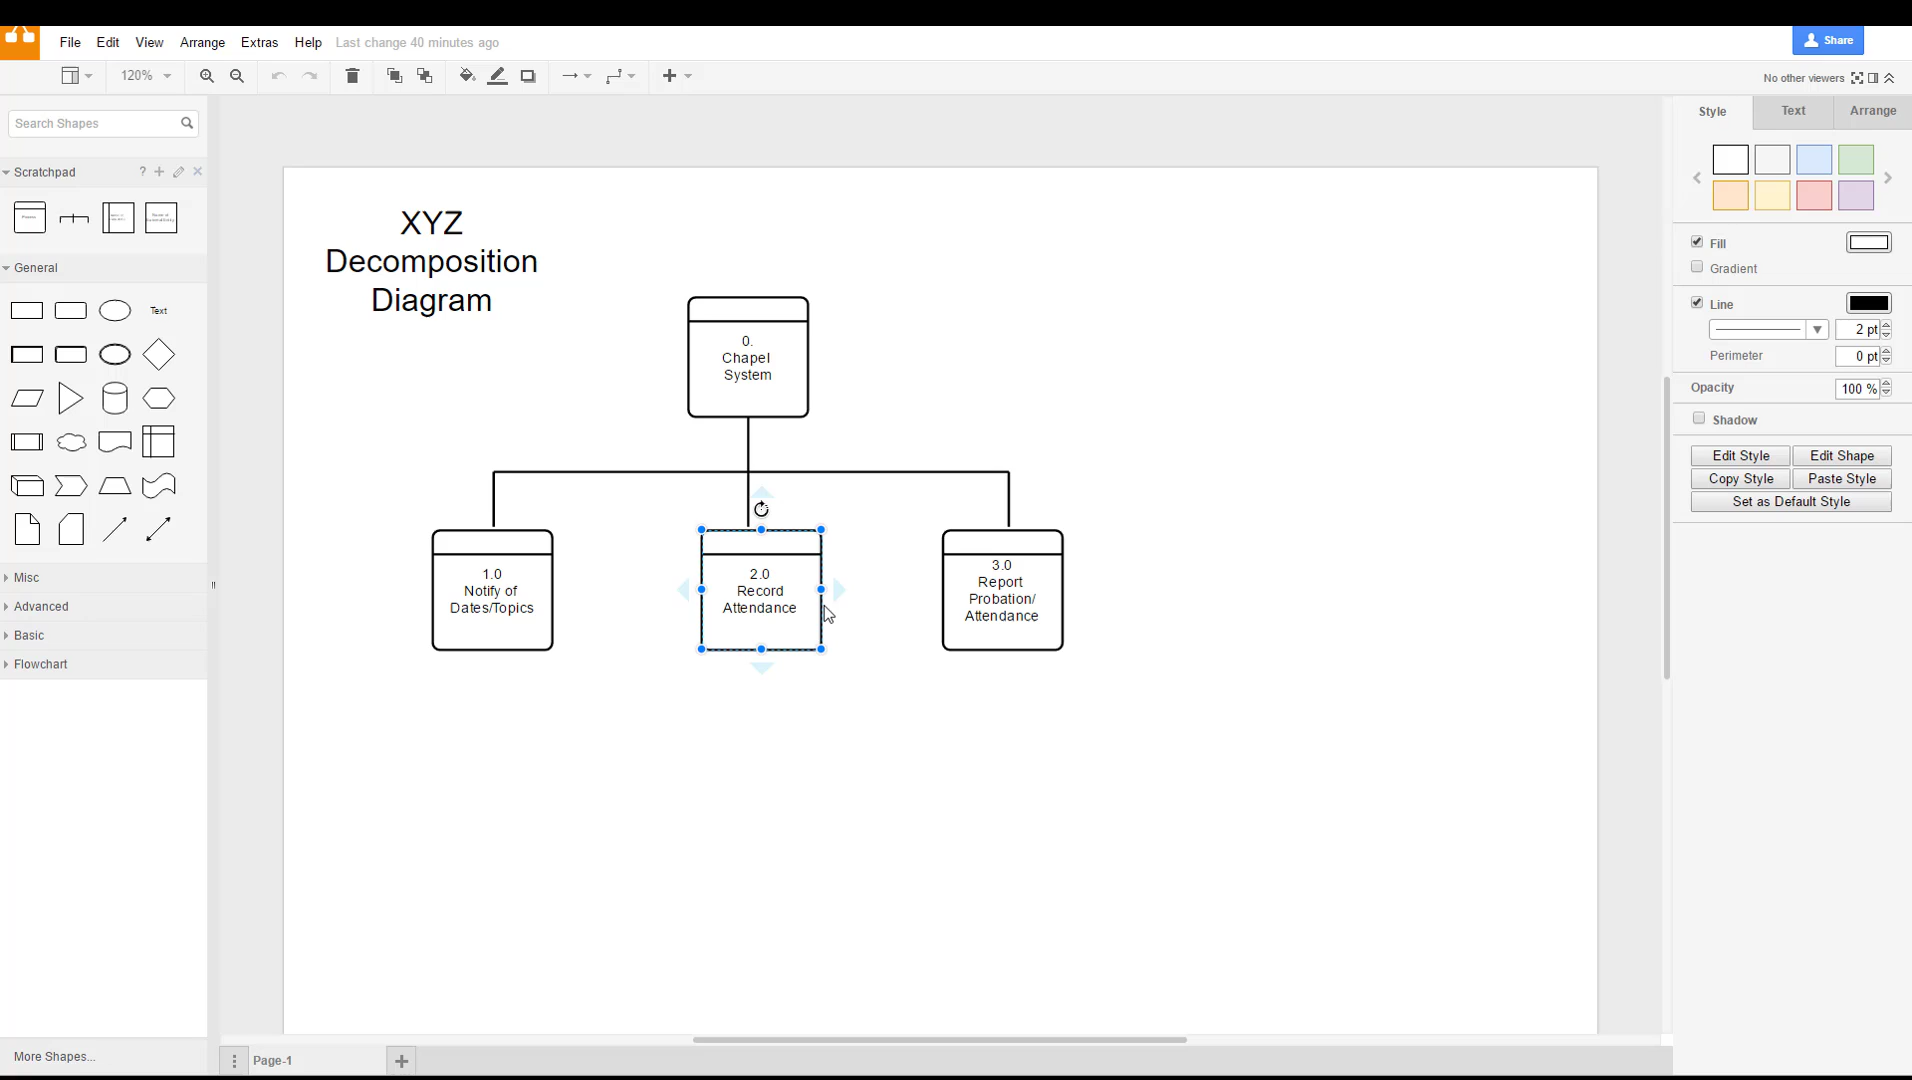 File Edit View Arrange Extras Help Last change 40 minutes ago
Share
120%
No other viewers
Search Shapes
Style Text Arrange
Scratchpad ?
General
Text
Misc
Advanced
Basic
Flowchart
More Shapes...
XYZ
Decomposition
Diagram
0.
Chapel
System
1.0
Notify of
Dates/Topics
2.0
Record
Attendance
3.0
Report
Probation/
Attendance
Fill
Gradient
Line
2 pt
Perimeter 0 pt
Opacity 100 %
Shadow
Edit Style Edit Shape
Copy Style Paste Style
Set as Default Style
Page-1